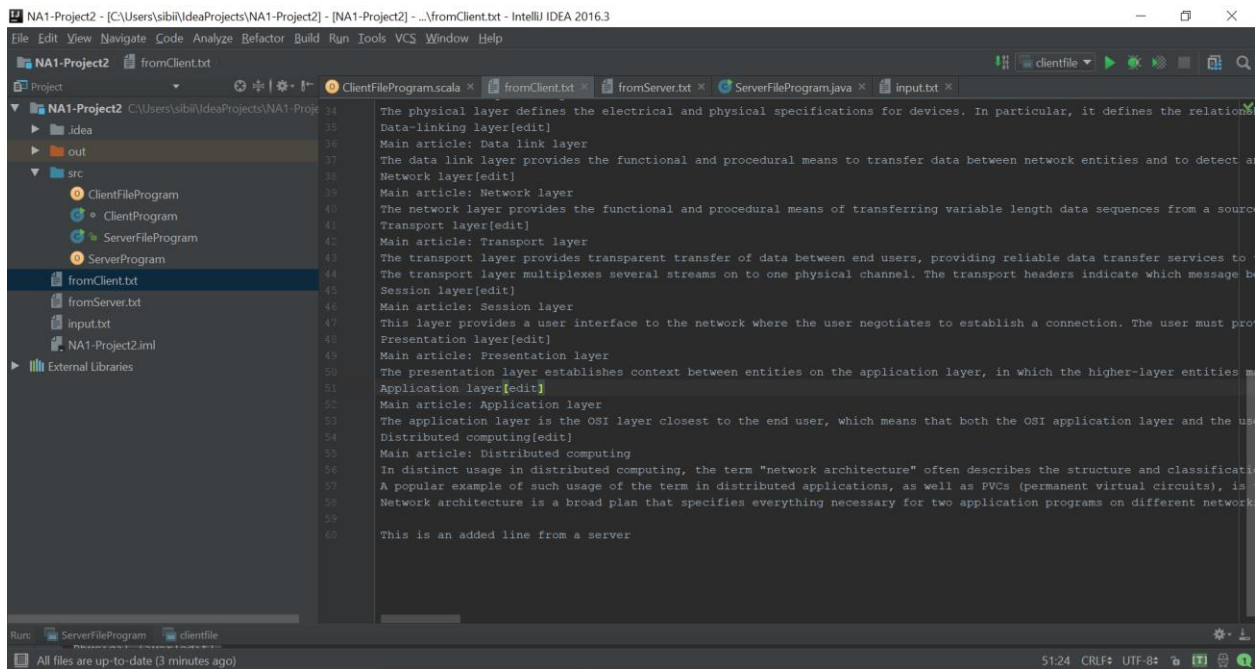 NA1-Project2 - [C:\Users\sibii\IdeaProjects\NA1-Project2] - [NA1-Project2] - ...\fromClient.txt - IntelliJ IDEA 2016.3
File Edit View Navigate Code Analyze Refactor Build Run Tools VCS Window Help
NA1-Project2 fromClient.txt clientfile
Project ClientFileProgram.scala fromClient.txt fromServer.txt ServerFileProgram.java input.txt
NA1-Project2 C:\Users\sibii\IdeaProjects\NA1-Proje
.idea
out
src
ClientFileProgram
ClientProgram
ServerFileProgram
ServerProgram
fromClient.txt
fromServer.txt
input.txt
NA1-Project2.iml
External Libraries
34 The physical layer defines the electrical and physical specifications for devices. In particular, it defines the relations
35 Data-linking layer[edit]
36 Main article: Data link layer
37 The data link layer provides the functional and procedural means to transfer data between network entities and to detect a
38 Network layer[edit]
39 Main article: Network layer
40 The network layer provides the functional and procedural means of transferring variable length data sequences from a source
41 Transport layer[edit]
42 Main article: Transport layer
43 The transport layer provides transparent transfer of data between end users, providing reliable data transfer services to
44 The transport layer multiplexes several streams on to one physical channel. The transport headers indicate which message b
45 Session layer[edit]
46 Main article: Session layer
47 This layer provides a user interface to the network where the user negotiates to establish a connection. The user must pro
48 Presentation layer[edit]
49 Main article: Presentation layer
50 The presentation layer establishes context between entities on the application layer, in which the higher-layer entities m
51 Application layer[edit]
52 Main article: Application layer
53 The application layer is the OSI layer closest to the end user, which means that both the OSI application layer and the us
54 Distributed computing[edit]
55 Main article: Distributed computing
56 In distinct usage in distributed computing, the term "network architecture" often describes the structure and classificati
57 A popular example of such usage of the term in distributed applications, as well as PVCs (permanent virtual circuits), is
58 Network architecture is a broad plan that specifies everything necessary for two application programs on different network
59
60 This is an added line from a server
Run: ServerFileProgram clientfile
All files are up-to-date (3 minutes ago) 51:24 CRLF UTF-8